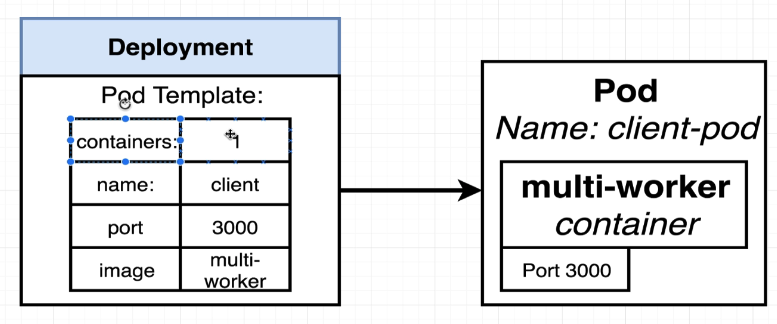 Deployment
Pod Template:
containers: 1
name: client
port 3000
image multi-
worker
Pod
Name: client-pod
multi-worker
container
Port 3000